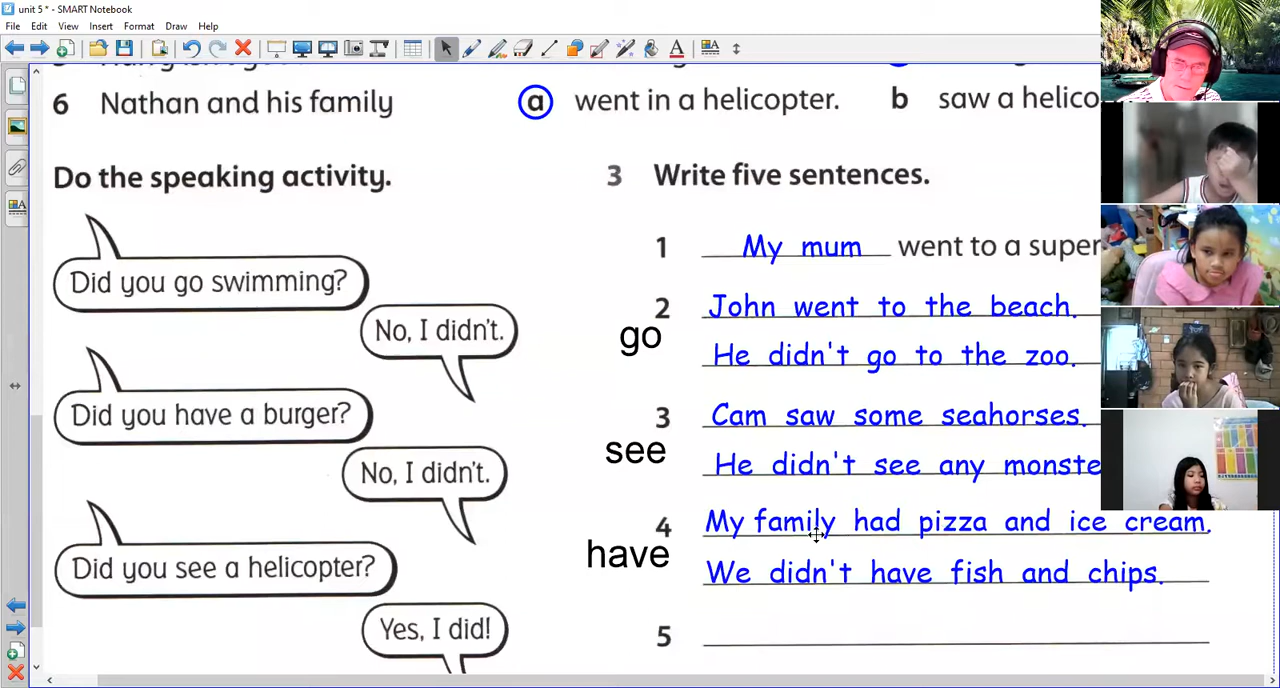 unit 5 * - SMART Notebook
File Edit View Insert Format Draw Help
6 Nathan and his family a went in a helicopter. b saw a helico
Do the speaking activity.
Did you go swimming?
No, I didn't.
Did you have a burger?
No, I didn't.
Did you see a helicopter?
Yes, I did!
3 Write five sentences.
1 My mum went to a super
2 John went to the beach.
go
He didn't go to the zoo.
3 Cam saw some seahorses.
see
He didn't see any monste
4 My family had pizza and ice cream.
have
We didn't have fish and chips.
5